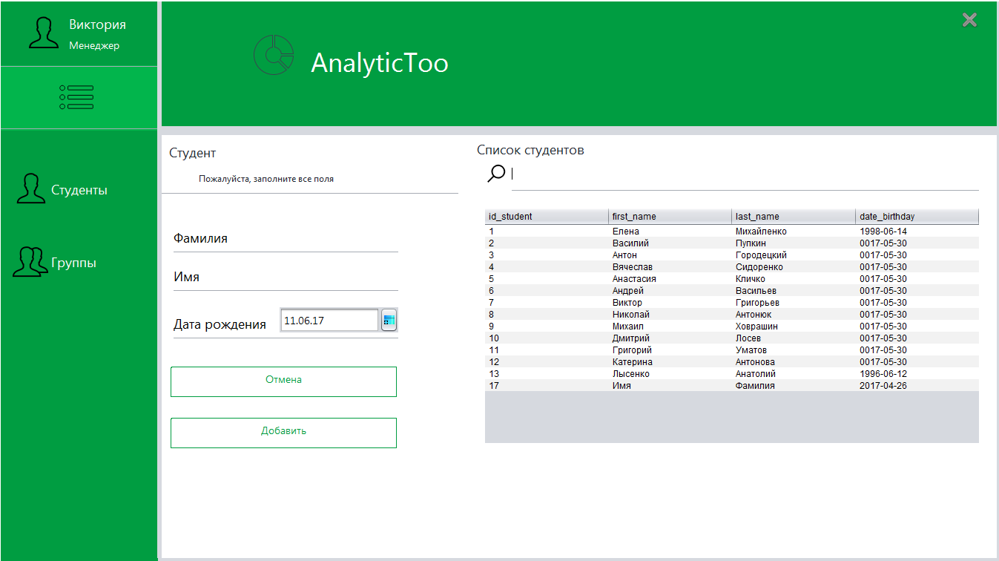 Виктория
Менеджер
AnalyticToo
Студенты
Группы
Студент
Пожалуйста, заполните все поля
Фамилия
Имя
Дата рождения 11.06.17
Отмена
Добавить
Список студентов
id_student first_name last_name date_birthday
1 Елена Михайленко 1998-06-14
2 Василий Пупкин 0017-05-30
3 Антон Городецкий 0017-05-30
4 Вячеслав Сидоренко 0017-05-30
5 Анастасия Кличко 0017-05-30
6 Андрей Васильев 0017-05-30
7 Виктор Григорьев 0017-05-30
8 Николай Антонюк 0017-05-30
9 Михаил Ховрашин 0017-05-30
10 Дмитрий Лосев 0017-05-30
11 Григорий Уматов 0017-05-30
12 Катерина Антонова 0017-05-30
13 Лысенко Анатолий 1996-06-12
17 Имя Фамилия 2017-04-26